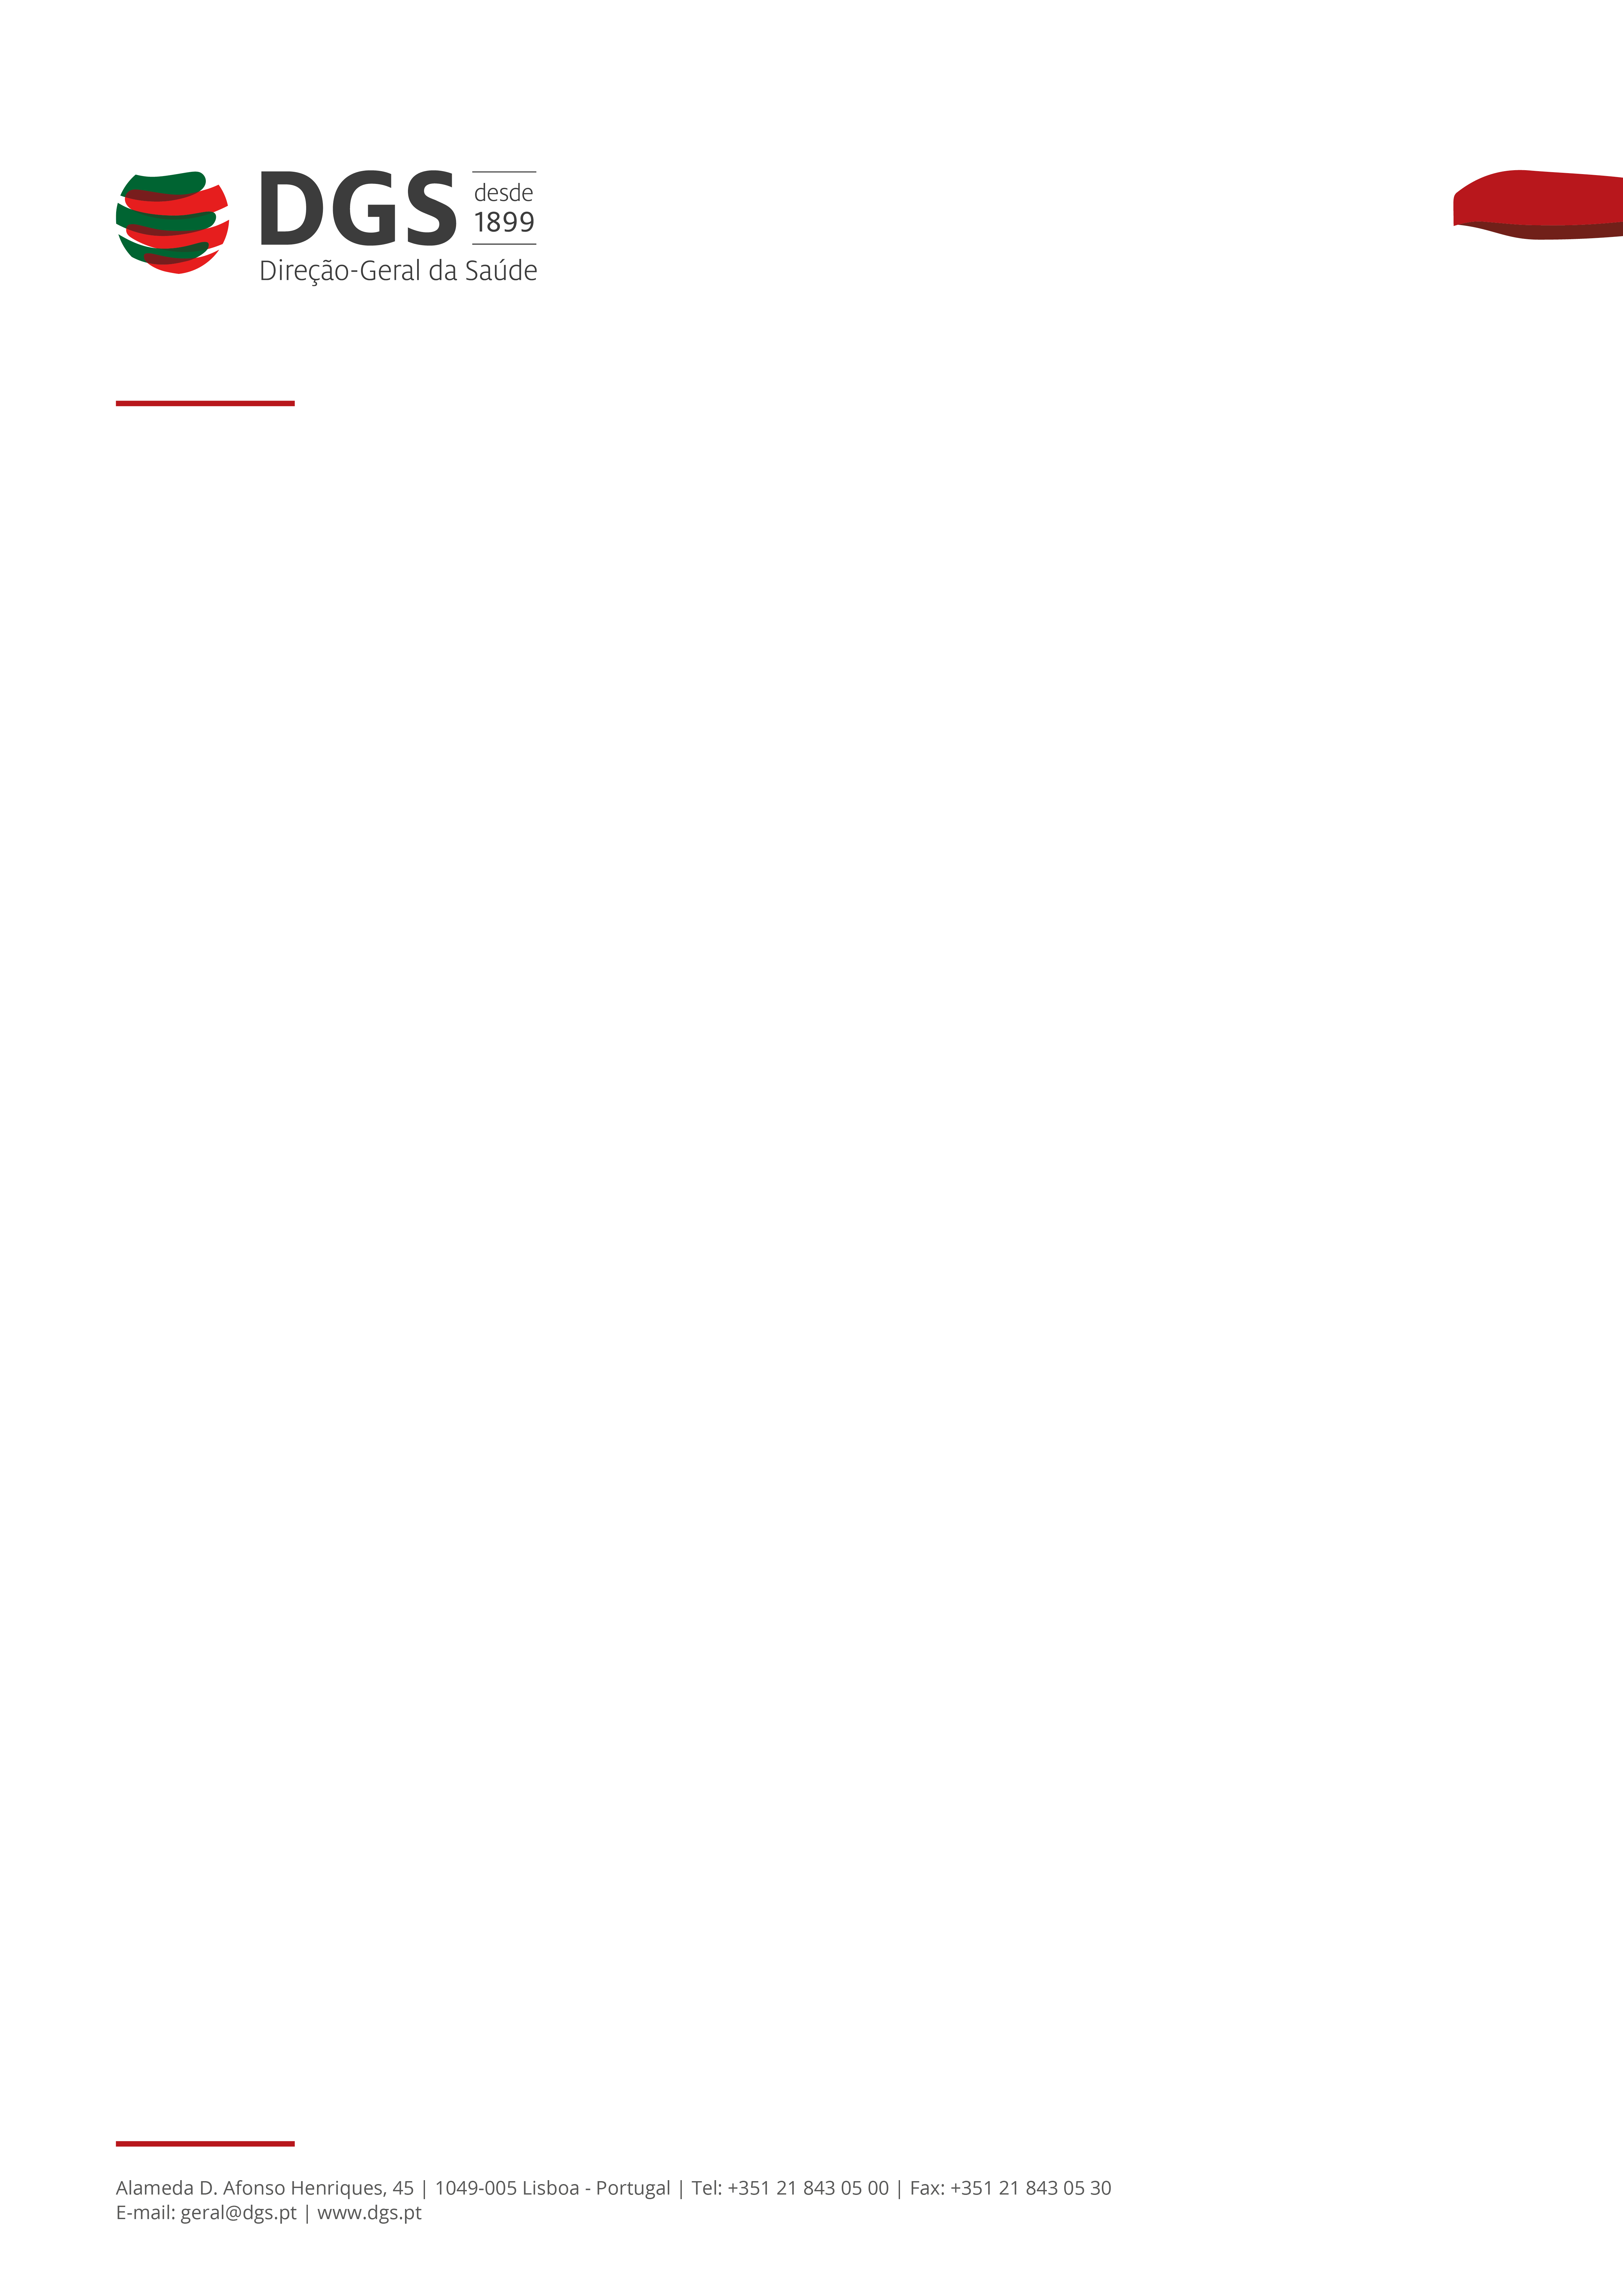 DGS
desde
1899
Direção-Geral da Saúde
Alameda D. Afonso Henriques, 45 | 1049-005 Lisboa - Portugal | Tel: +351 21 843 05 00 | Fax: +351 21 843 05 30
E-mail: geral@dgs.pt | www.dgs.pt